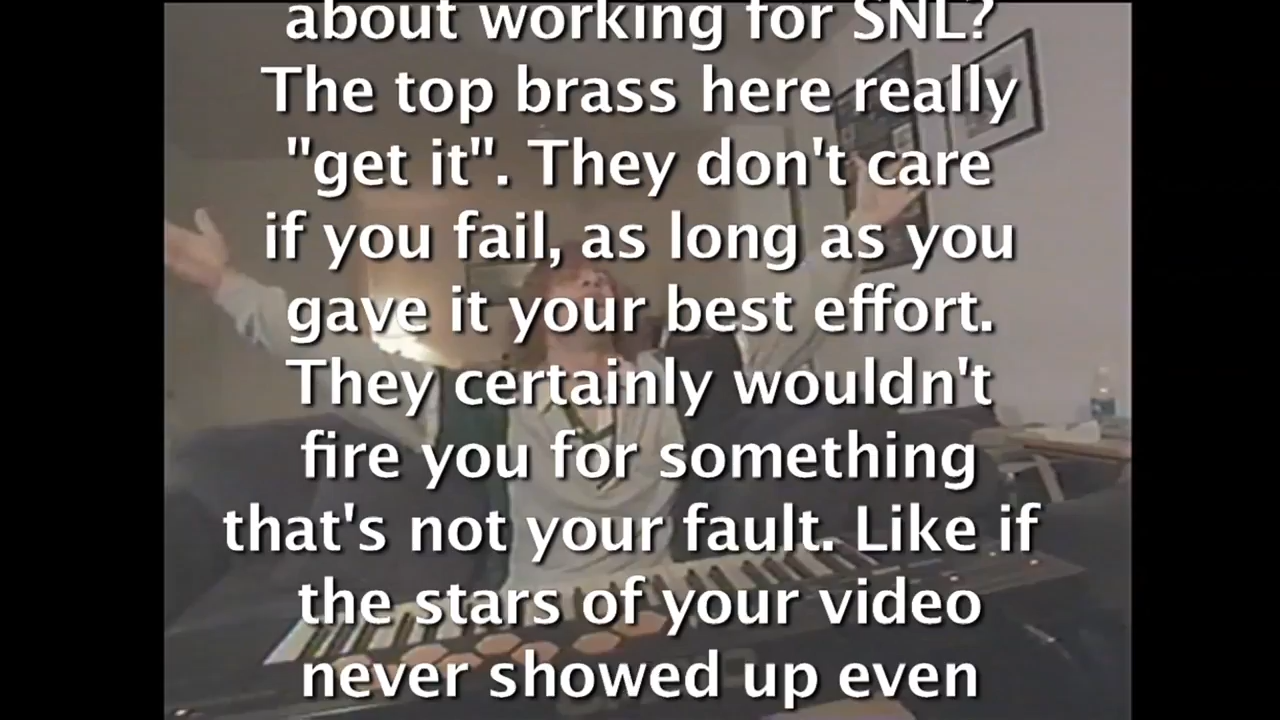 about working for SNL?
The top brass here really
"get it". They don't care
if you fail, as long as you
gave it your best effort.
They certainly wouldn't
fire you for something
that's not your fault. Like if
the stars of your video
never showed up even